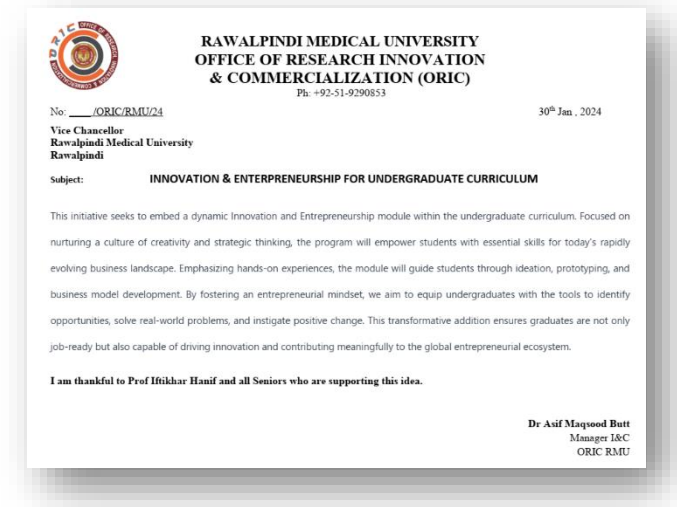 RAWALPINDI MEDICAL UNIVERSITY
OFFICE OF RESEARCH INNOVATION
& COMMERCIALIZATION (ORIC)
Ph: +92-51-9290853
No: ____/ORIC/RMU/24 30th Jan , 2024
Vice Chancellor
Rawalpindi Medical University
Rawalpindi
Subject: INNOVATION & ENTERPRENEURSHIP FOR UNDERGRADUATE CURRICULUM
This initiative seeks to embed a dynamic Innovation and Entrepreneurship module within the undergraduate curriculum. Focused on
nurturing a culture of creativity and strategic thinking, the program will empower students with essential skills for today's rapidly
evolving business landscape. Emphasizing hands-on experiences, the module will guide students through ideation, prototyping, and
business model development. By fostering an entrepreneurial mindset, we aim to equip undergraduates with the tools to identify
opportunities, solve real-world problems, and instigate positive change. This transformative addition ensures graduates are not only
job-ready but also capable of driving innovation and contributing meaningfully to the global entrepreneurial ecosystem.
I am thankful to Prof Iftikhar Hanif and all Seniors who are supporting this idea.
Dr Asif Maqsood Butt
Manager I&C
ORIC RMU